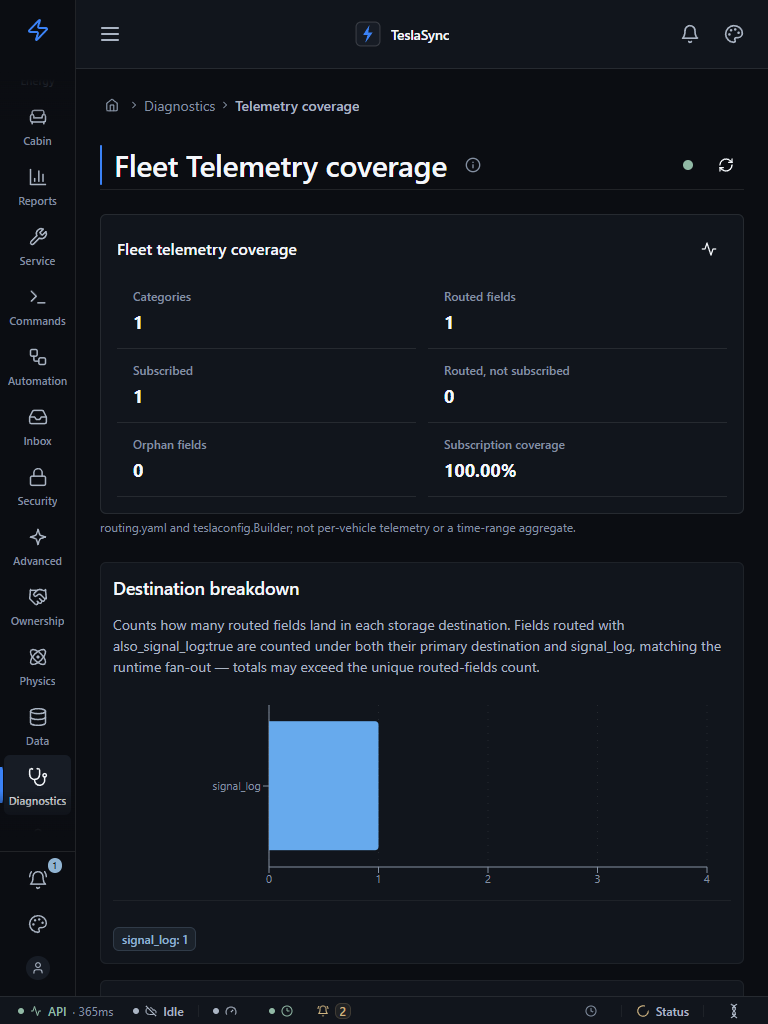 TeslaSync
Energy
Cabin
Reports
Service
Commands
Automation
Inbox
Security
Advanced
Ownership
Physics
Data
Diagnostics
1
Diagnostics
Telemetry coverage
Fleet Telemetry coverage
Fleet telemetry coverage
Categories
1
Routed fields
1
Subscribed
1
Routed, not subscribed
0
Orphan fields
0
Subscription coverage
100.00%
routing.yaml and teslaconfig.Builder; not per-vehicle telemetry or a time-range aggregate.
Destination breakdown
Counts how many routed fields land in each storage destination. Fields routed with
also_signal_log:true are counted under both their primary destination and signal_log, matching the
runtime fan-out — totals may exceed the unique routed-fields count.
signal_log
0 1 2 3 4
signal_log: 1
API · 365ms
Idle
2
Status